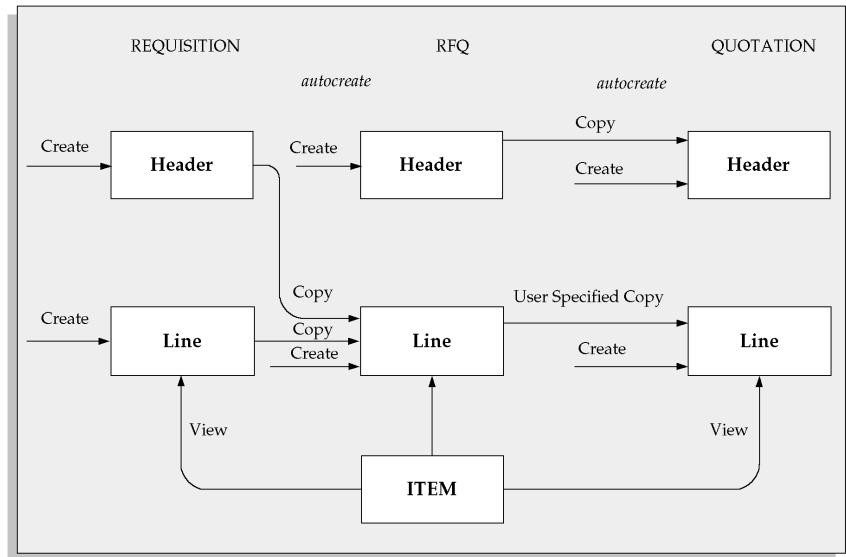 REQUISITION RFQ QUOTATION
autocreate autocreate
Create Header Create Header Copy Create Header
Copy
Create Line Copy Create Line User Specified Copy Create Line
View View
ITEM